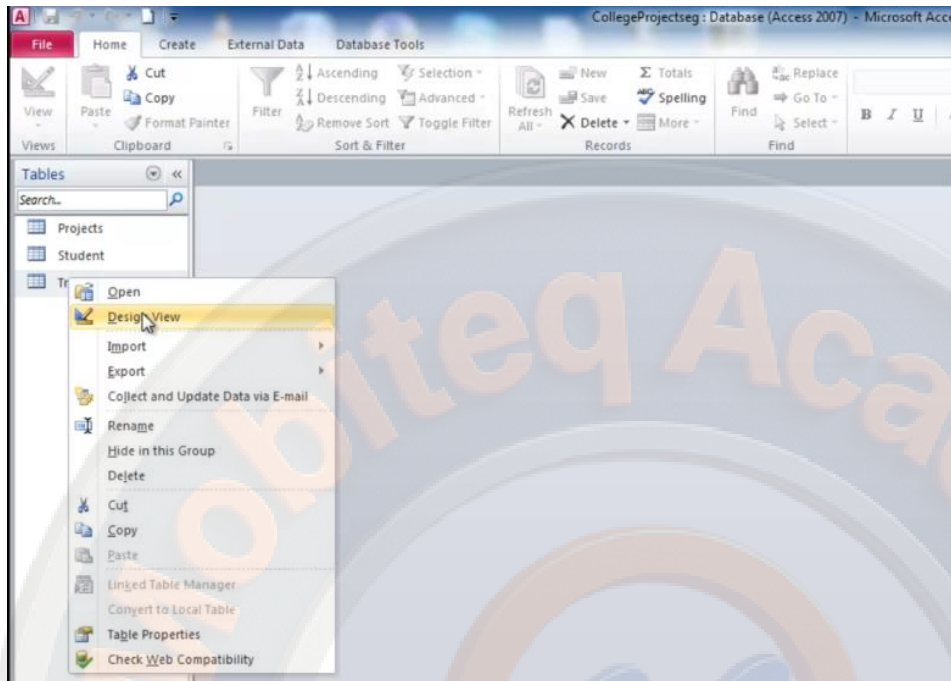 CollegeProjectseg : Database (Access 2007) - Microsoft Acce
File Home Create External Data Database Tools
View
Views
Paste
Cut
Copy
Format Painter
Clipboard
Filter
Ascending
Descending
Remove Sort
Selection
Advanced
Toggle Filter
Sort & Filter
Refresh
All
New
Save
Delete
Totals
Spelling
More
Records
Find
Replace
Go To
Select
Find
B I U
Tables
Search...
Projects
Student
Tr
Open
Design View
Import
Export
Collect and Update Data via E-mail
Rename
Hide in this Group
Delete
Cut
Copy
Paste
Linked Table Manager
Convert to Local Table
Table Properties
Check Web Compatibility
Mobiteq Aca